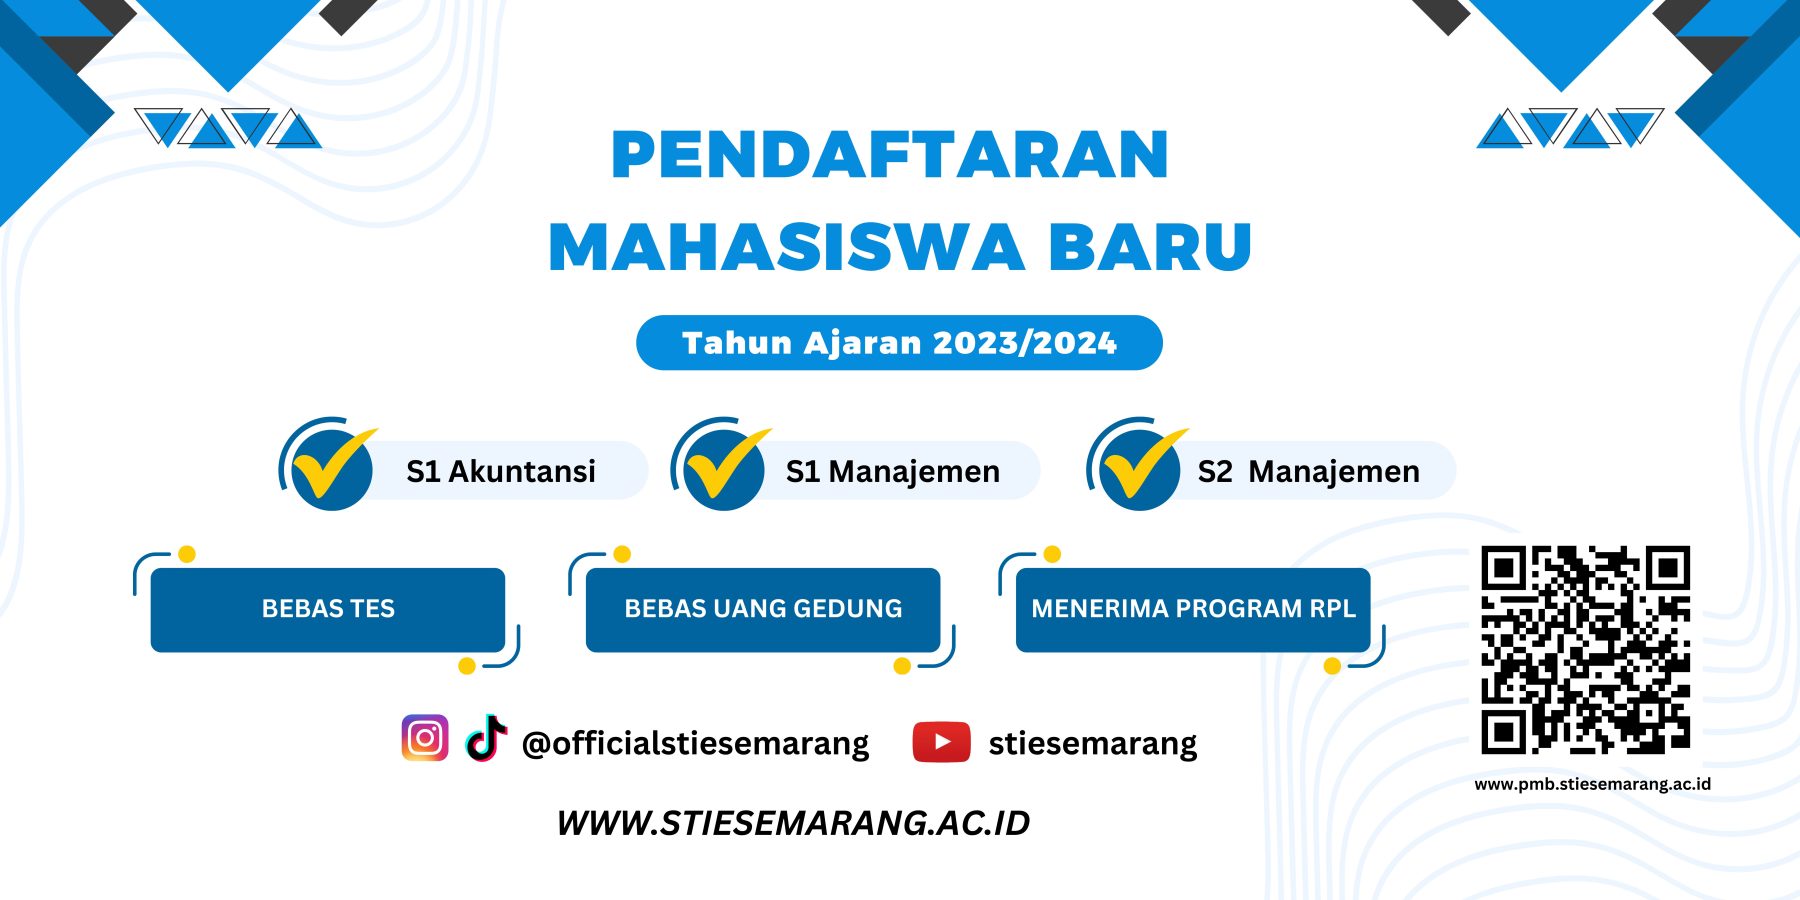 PENDAFTARAN
MAHASISWA BARU
Tahun Ajaran 2023/2024
S1 Akuntansi
S1 Manajemen
S2 Manajemen
BEBAS TES
BEBAS UANG GEDUNG
MENERIMA PROGRAM RPL
@officialstiesemarang
stiesemarang
www.pmb.stiesemarang.ac.id
WWW.STIESEMARANG.AC.ID